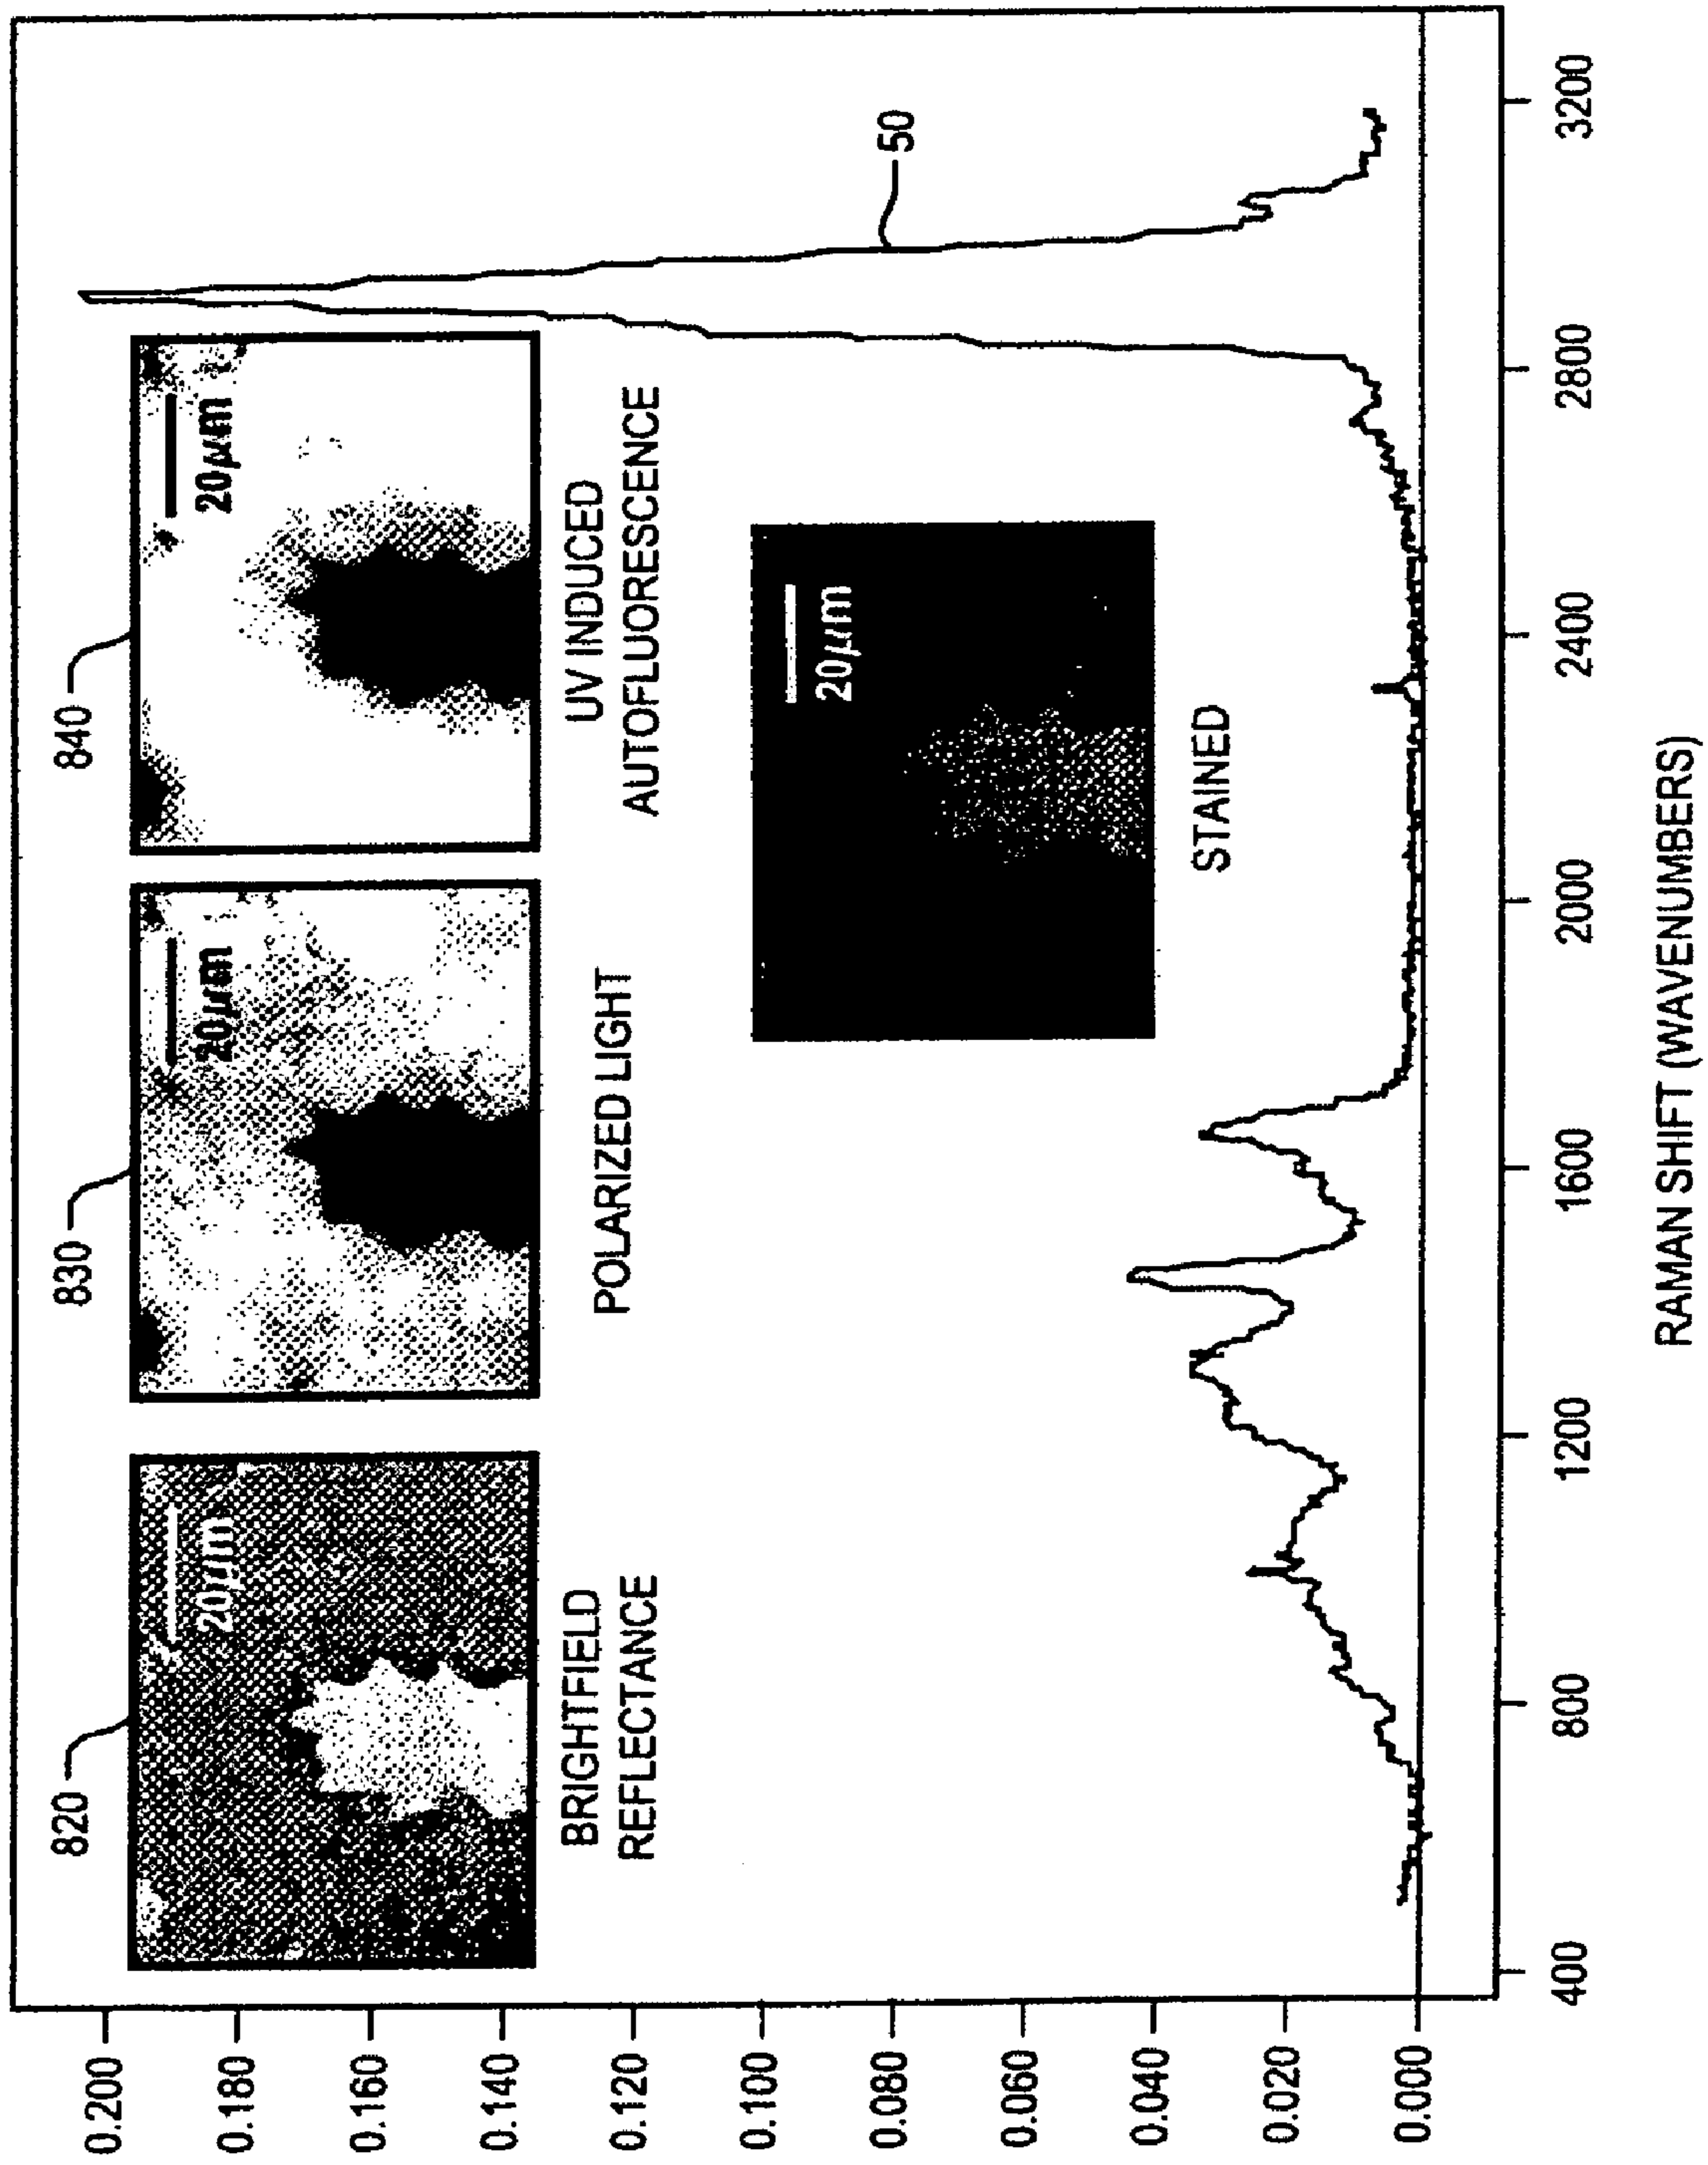 820
830
840
20μm
20μm
20μm
BRIGHTFIELD
REFLECTANCE
POLARIZED LIGHT
UV INDUCED
AUTOFLUORESCENCE
20μm
STAINED
50
0.200
0.180
0.160
0.140
0.120
0.100
0.080
0.060
0.040
0.020
0.000
400
800
1200
1600
2000
2400
2800
3200
RAMAN SHIFT (WAVENUMBERS)